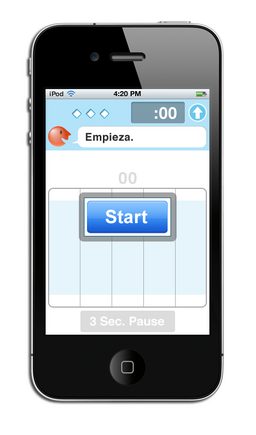 iPod 4:20 PM
:00
Empieza.
00
Start
3 Sec. Pause